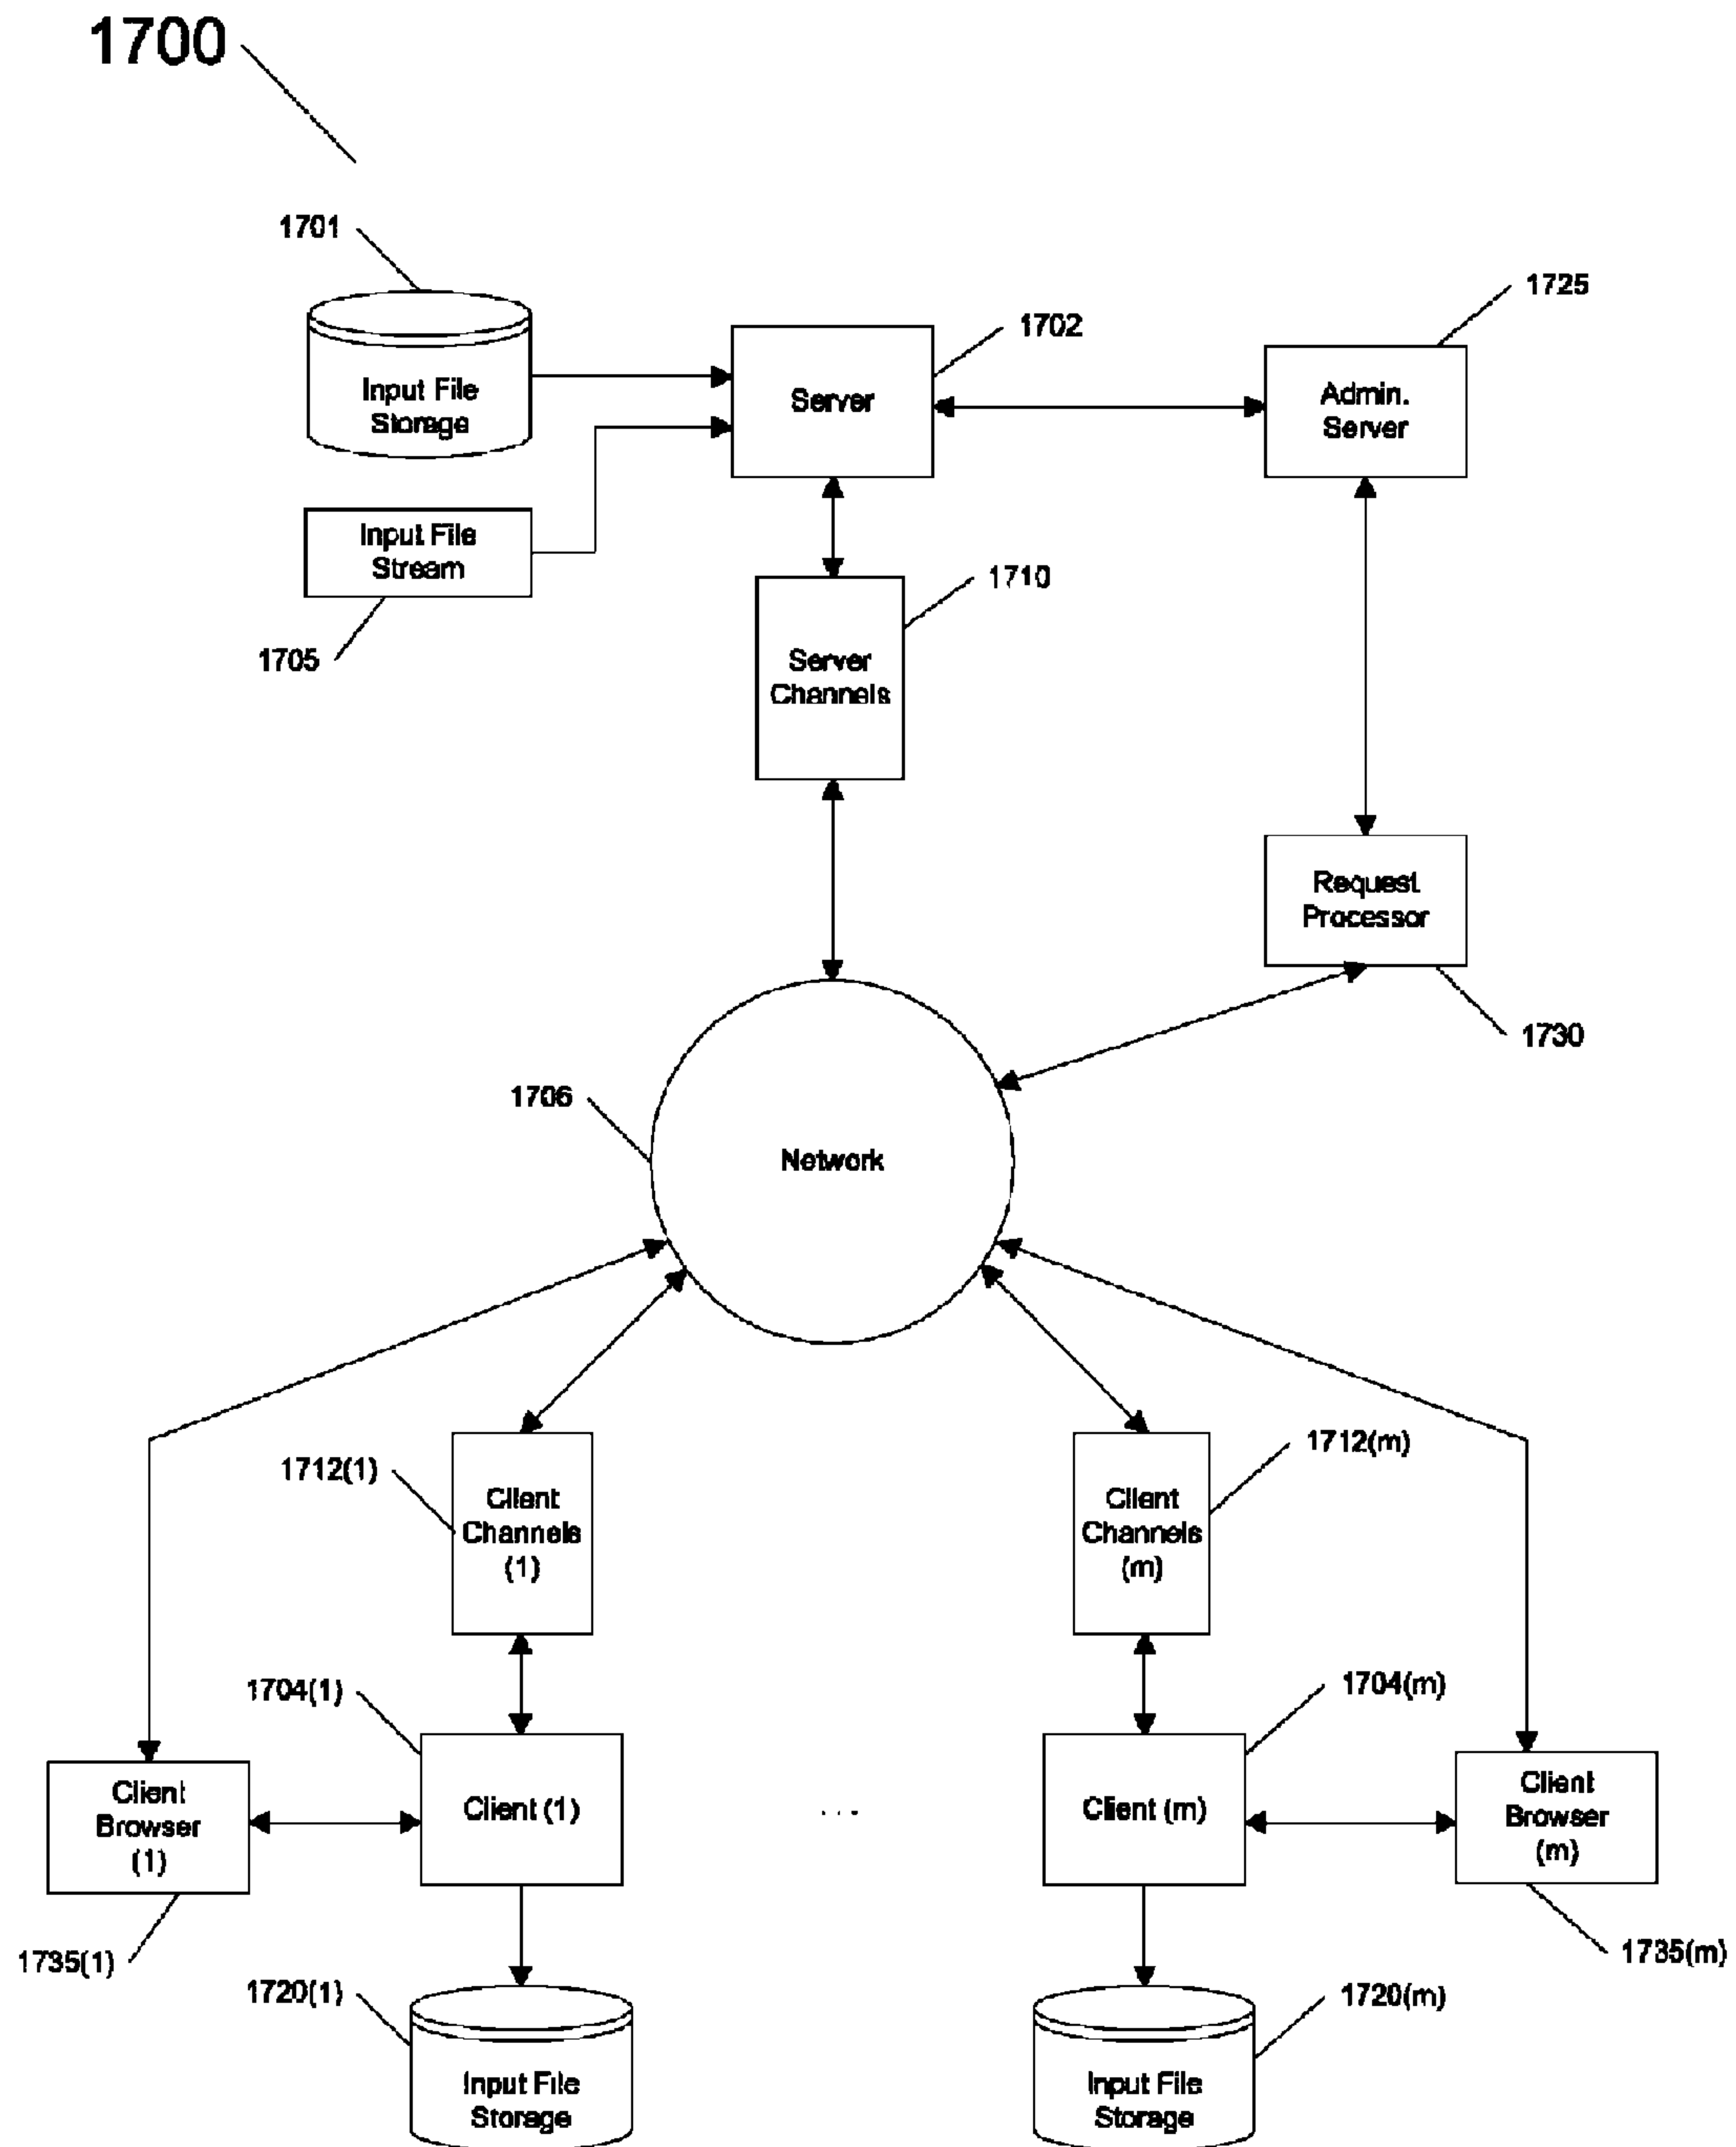 1700
1701
1725
1702
Input File
Storage
Server
Admin.
Server
Input File
Stream
1710
1705
Server
Channels
Request
Processor
1730
1706
Network
1712(1)
Client
Channels
(1)
Client
Channels
(m)
1712(m)
1704(1)
1704(m)
Client
Browser
(1)
Client (1)
...
Client (m)
Client
Browser
(m)
1735(1)
1735(m)
1720(1)
1720(m)
Input File
Storage
Input File
Storage